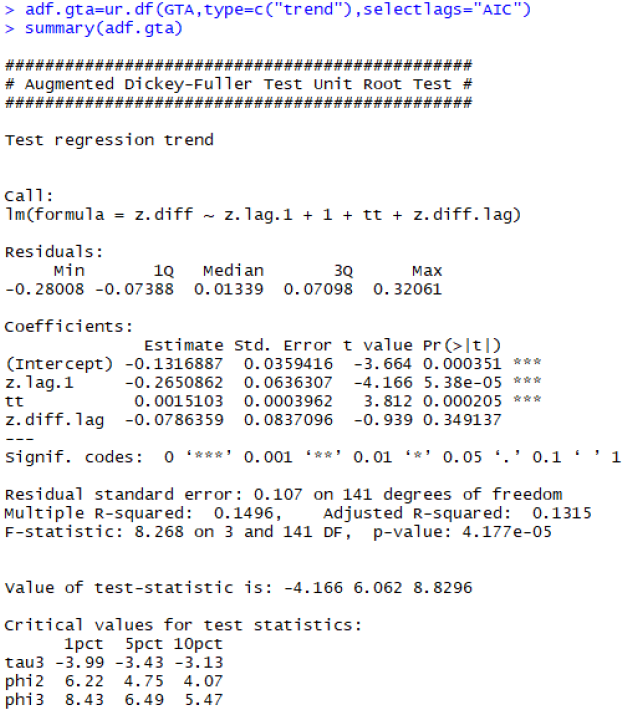 > adf.gta=ur.df(GTA,type=c("trend"),selectlags="AIC")
> summary(adf.gta)
###############################################
# Augmented Dickey-Fuller Test Unit Root Test #
###############################################
Test regression trend
Call:
lm(formula = z.diff ~ z.lag.1 + 1 + tt + z.diff.lag)
Residuals:
     Min       1Q   Median       3Q      Max
-0.28008 -0.07388  0.01339  0.07098  0.32061
Coefficients:
              Estimate Std. Error t value Pr(>|t|)
(Intercept) -0.1316887  0.0359416  -3.664 0.000351 ***
z.lag.1     -0.2650862  0.0636307  -4.166 5.38e-05 ***
tt           0.0015103  0.0003962   3.812 0.000205 ***
z.diff.lag  -0.0786359  0.0837096  -0.939 0.349137
---
Signif. codes:  0 ‘***’ 0.001 ‘**’ 0.01 ‘*’ 0.05 ‘.’ 0.1 ‘ ’ 1
Residual standard error: 0.107 on 141 degrees of freedom
Multiple R-squared:  0.1496,    Adjusted R-squared:  0.1315
F-statistic: 8.268 on 3 and 141 DF,  p-value: 4.177e-05
Value of test-statistic is: -4.166 6.062 8.8296
Critical values for test statistics:
      1pct  5pct 10pct
tau3 -3.99 -3.43 -3.13
phi2  6.22  4.75  4.07
phi3  8.43  6.49  5.47